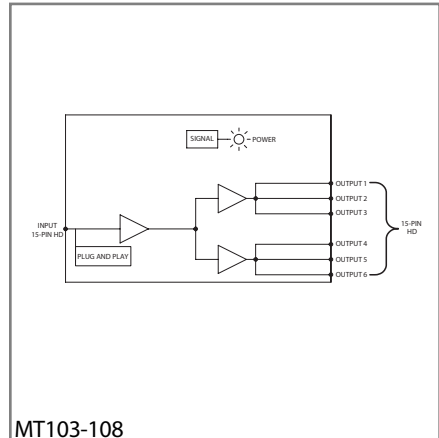 SIGNAL
POWER
OUTPUT 1
OUTPUT 2
OUTPUT 3
INPUT
15-PIN HD
PLUG AND PLAY
15-PIN
HD
OUTPUT 4
OUTPUT 5
OUTPUT 6
MT103-108